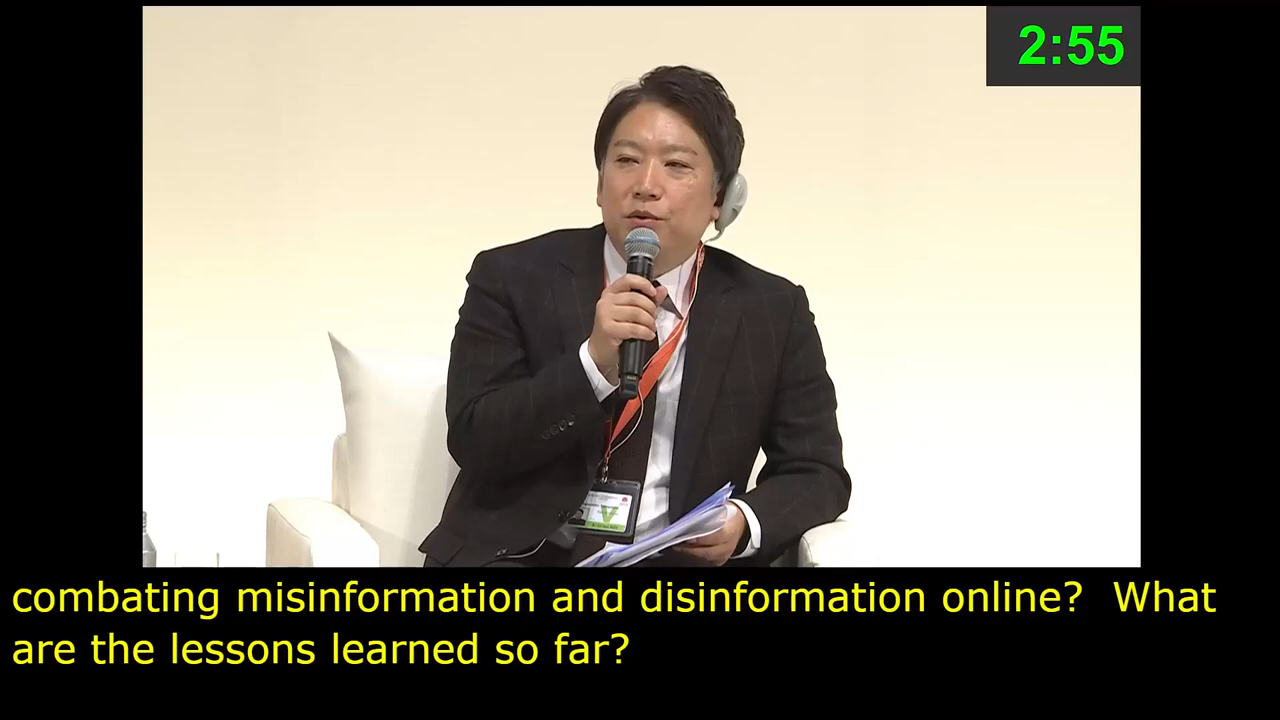 2:55
combating misinformation and disinformation online?  What
are the lessons learned so far?